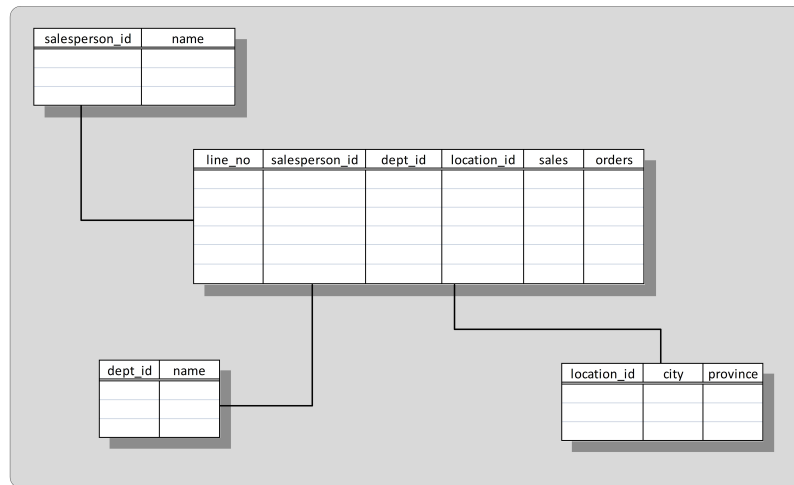 salesperson_id name
line_no salesperson_id dept_id location_id sales orders
dept_id name
location_id city province